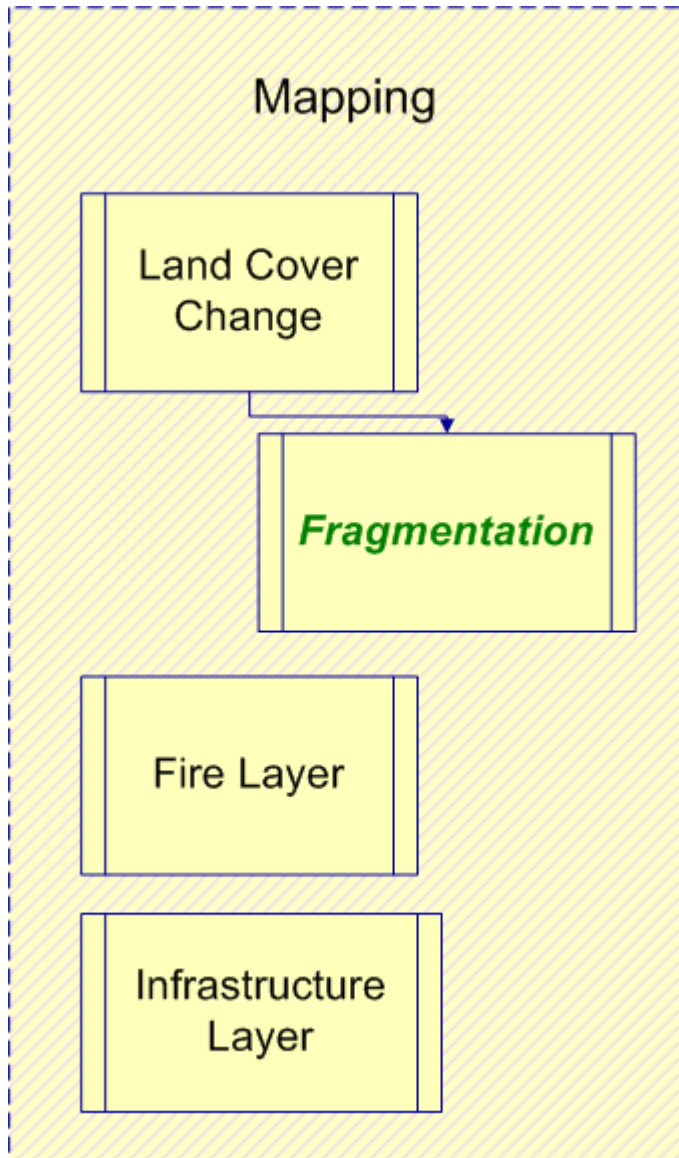 Mapping
Land Cover
Change
Fragmentation
Fire Layer
Infrastructure
Layer